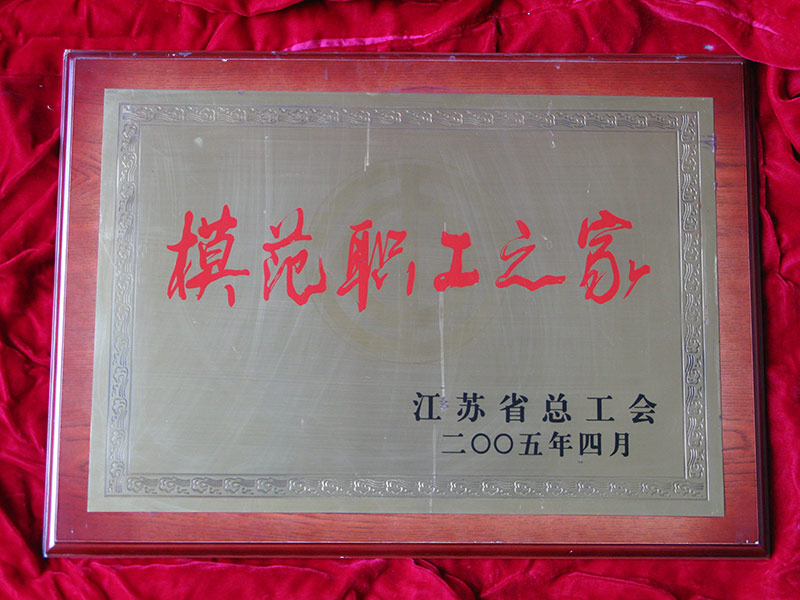 模范职工之家
江苏省总工会
二〇〇五年四月